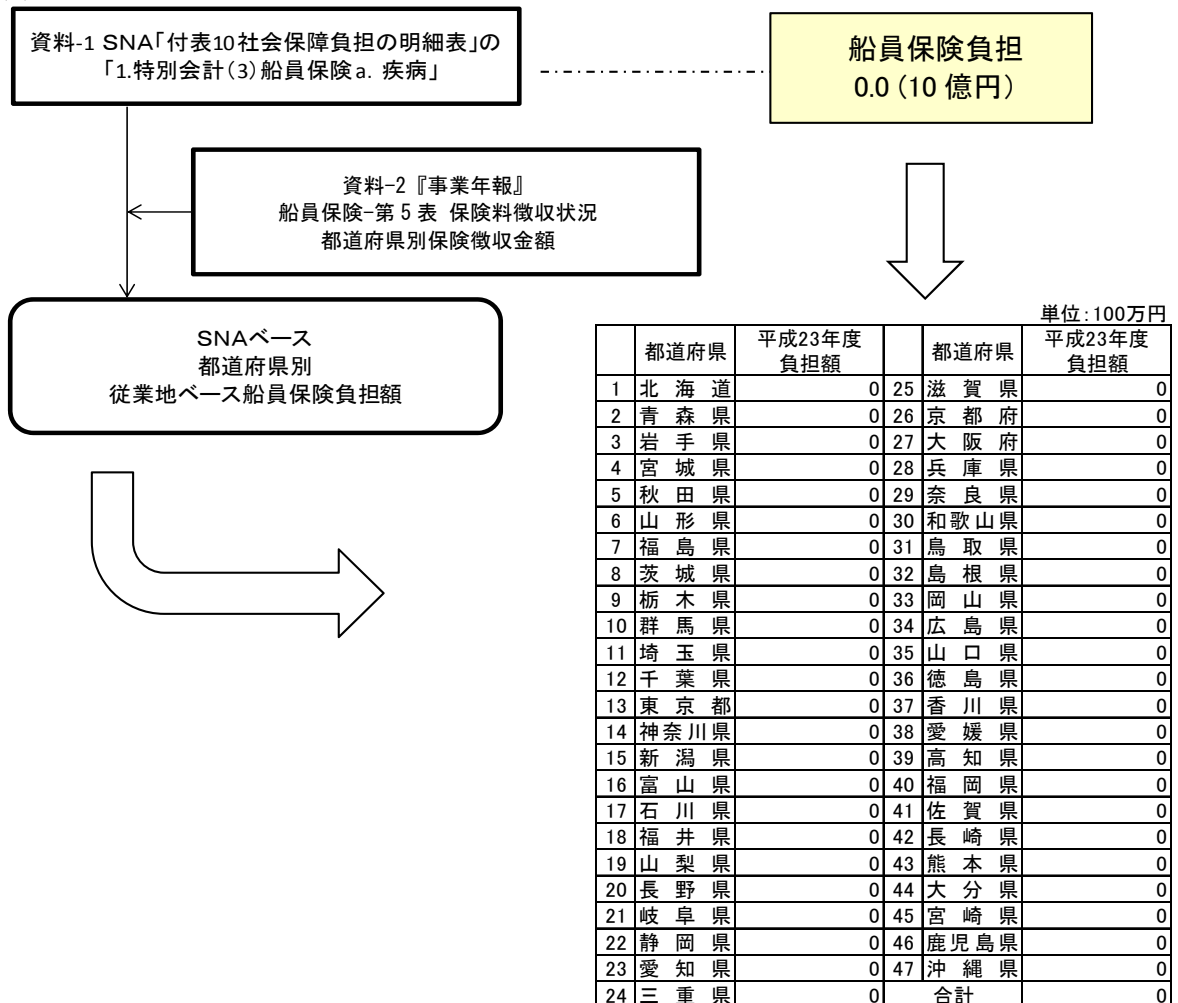 資料-1 SNA「付表10社会保障負担の明細表」の
「1.特別会計（3）船員保険a. 疾病」
船員保険負担
0.0（10 億円）
資料-2『事業年報』
船員保険-第 5 表 保険料徴収状況
都道府県別保険徴収金額
SNAベース
都道府県別
従業地ベース船員保険負担額
単位：100万円
都道府県 平成23年度 負担額 都道府県 平成23年度 負担額
1 北海道 0 25 滋賀県 0
2 青森県 0 26 京都府 0
3 岩手県 0 27 大阪府 0
4 宮城県 0 28 兵庫県 0
5 秋田県 0 29 奈良県 0
6 山形県 0 30 和歌山県 0
7 福島県 0 31 鳥取県 0
8 茨城県 0 32 島根県 0
9 栃木県 0 33 岡山県 0
10 群馬県 0 34 広島県 0
11 埼玉県 0 35 山口県 0
12 千葉県 0 36 徳島県 0
13 東京都 0 37 香川県 0
14 神奈川県 0 38 愛媛県 0
15 新潟県 0 39 高知県 0
16 富山県 0 40 福岡県 0
17 石川県 0 41 佐賀県 0
18 福井県 0 42 長崎県 0
19 山梨県 0 43 熊本県 0
20 長野県 0 44 大分県 0
21 岐阜県 0 45 宮崎県 0
22 静岡県 0 46 鹿児島県 0
23 愛知県 0 47 沖縄県 0
24 三重県 0 合計 0